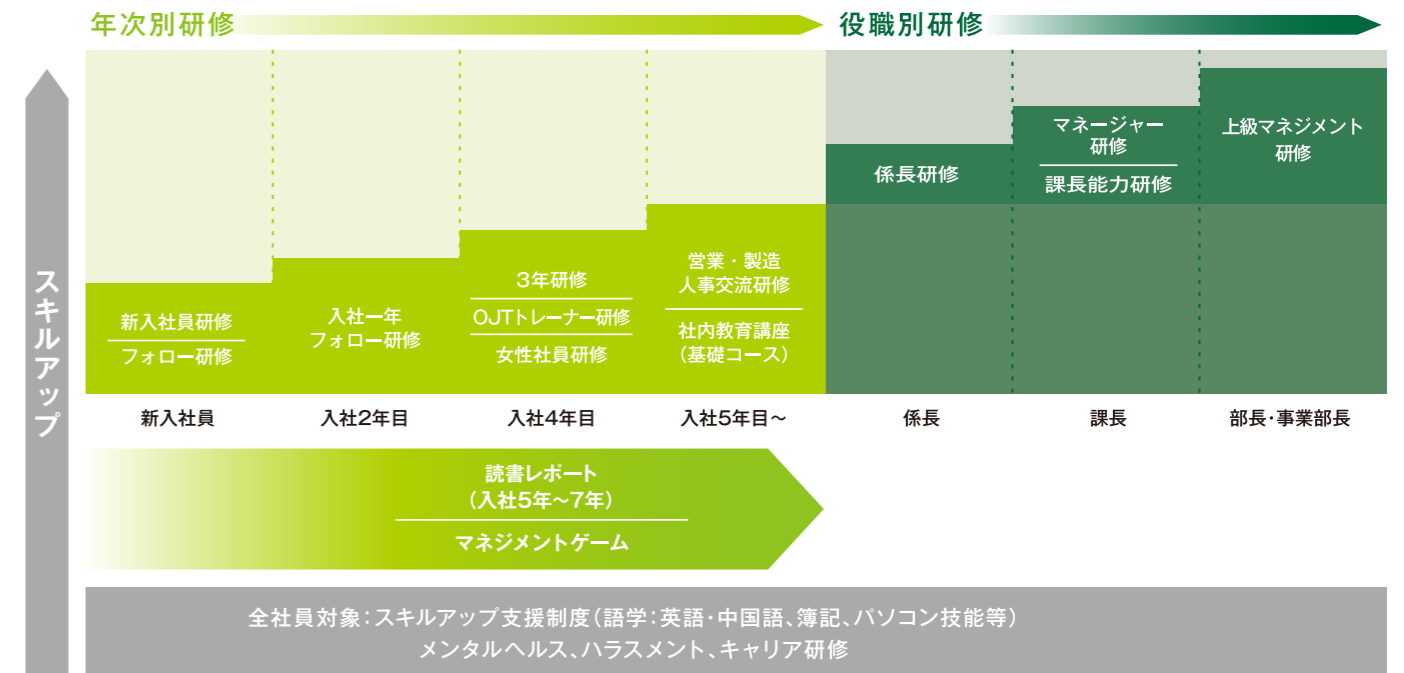 年次別研修
役職別研修
スキルアップ
新入社員研修
フォロー研修
入社一年
フォロー研修
3年研修
OJTトレーナー研修
女性社員研修
営業・製造
人事交流研修
社内教育講座
（基礎コース）
係長研修
マネージャー
研修
課長能力研修
上級マネジメント
研修
新入社員
入社2年目
入社4年目
入社5年目～
係長
課長
部長・事業部長
読書レポート
（入社5年～7年）
マネジメントゲーム
全社員対象：スキルアップ支援制度（語学：英語・中国語、簿記、パソコン技能等）
メンタルヘルス、ハラスメント、キャリア研修